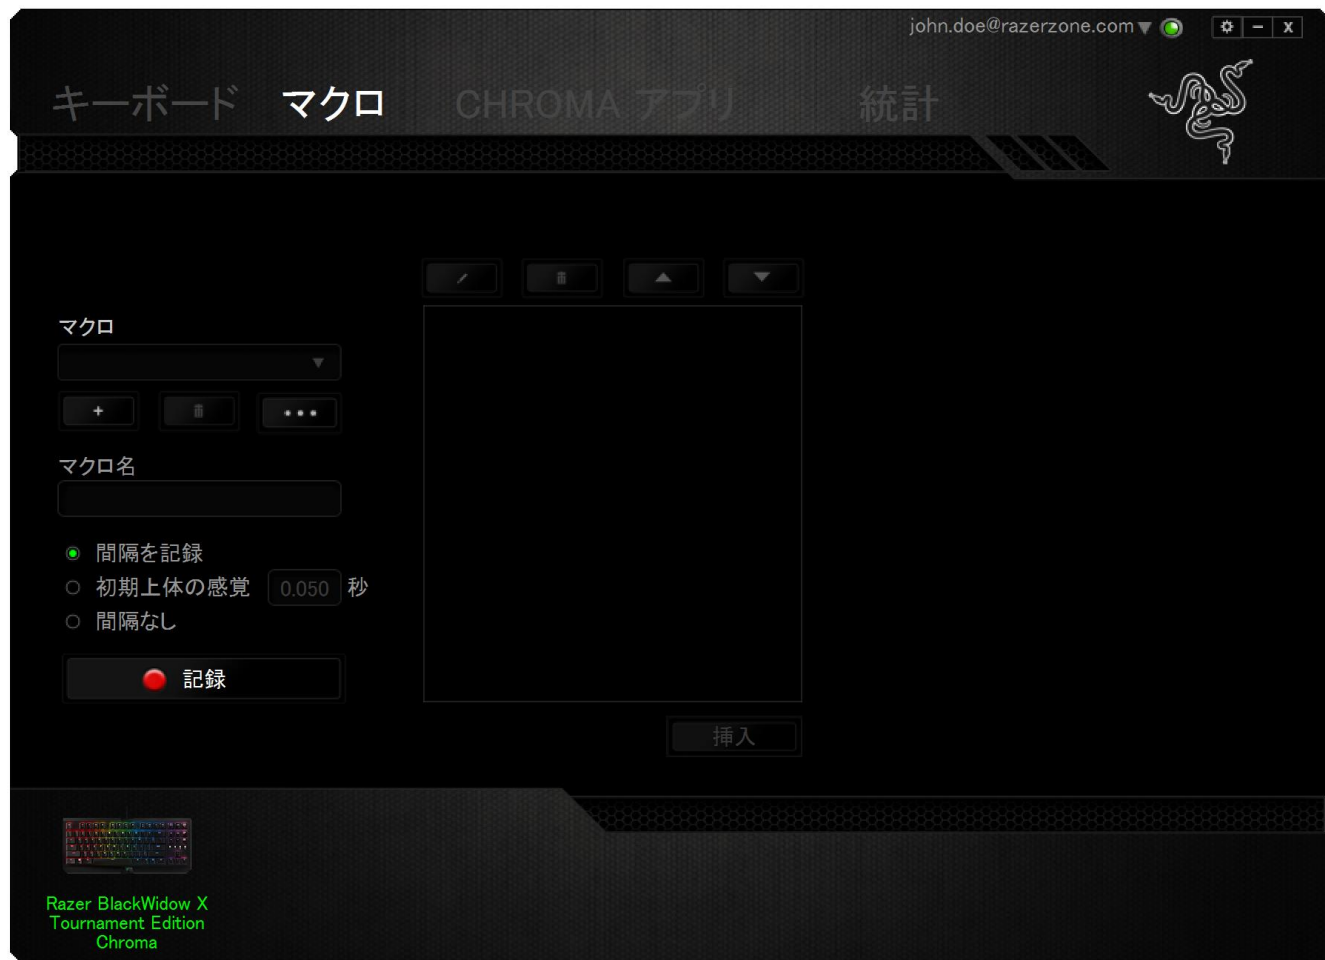 john.doe@razerzone.com
キーボード マクロ CHROMA アプリ 統計
マクロ
マクロ名
間隔を記録
初期上体の感覚 0.050 秒
間隔なし
記録
挿入
Razer BlackWidow X
Tournament Edition
Chroma